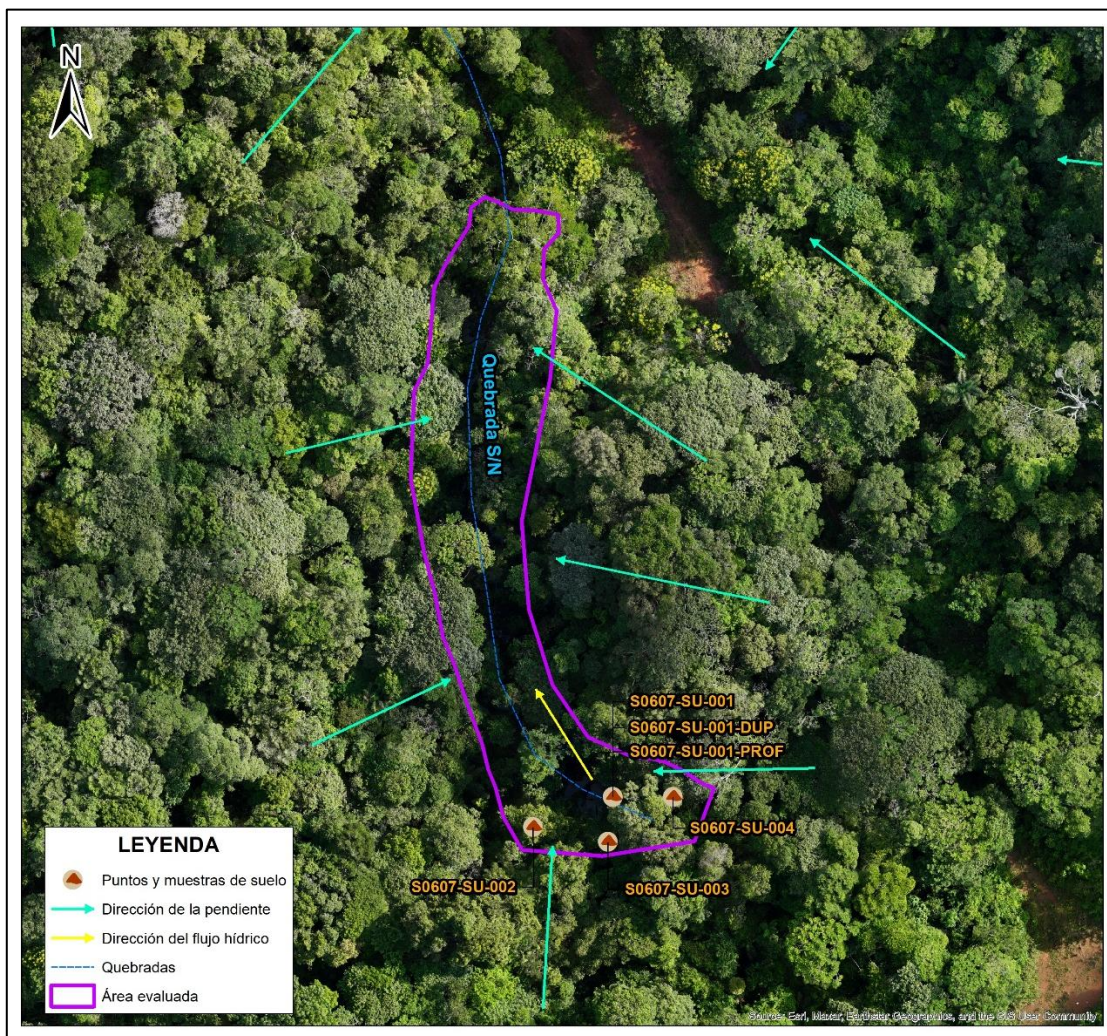 N
Quebrada S/N
S0607-SU-001
S0607-SU-001-DUP
S0607-SU-001-PROF
S0607-SU-004
S0607-SU-002
S0607-SU-003
LEYENDA
Puntos y muestras de suelo
Dirección de la pendiente
Dirección del flujo hídrico
Quebradas
Área evaluada
Source: Esri, Maxar, Earthstar Geographics, and the GIS User Community